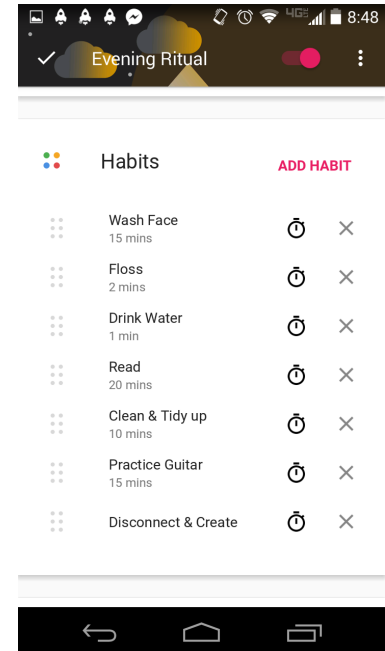 4G 8:48
Evening Ritual
Habits ADD HABIT
Wash Face
15 mins
Floss
2 mins
Drink Water
1 min
Read
20 mins
Clean & Tidy up
10 mins
Practice Guitar
15 mins
Disconnect & Create